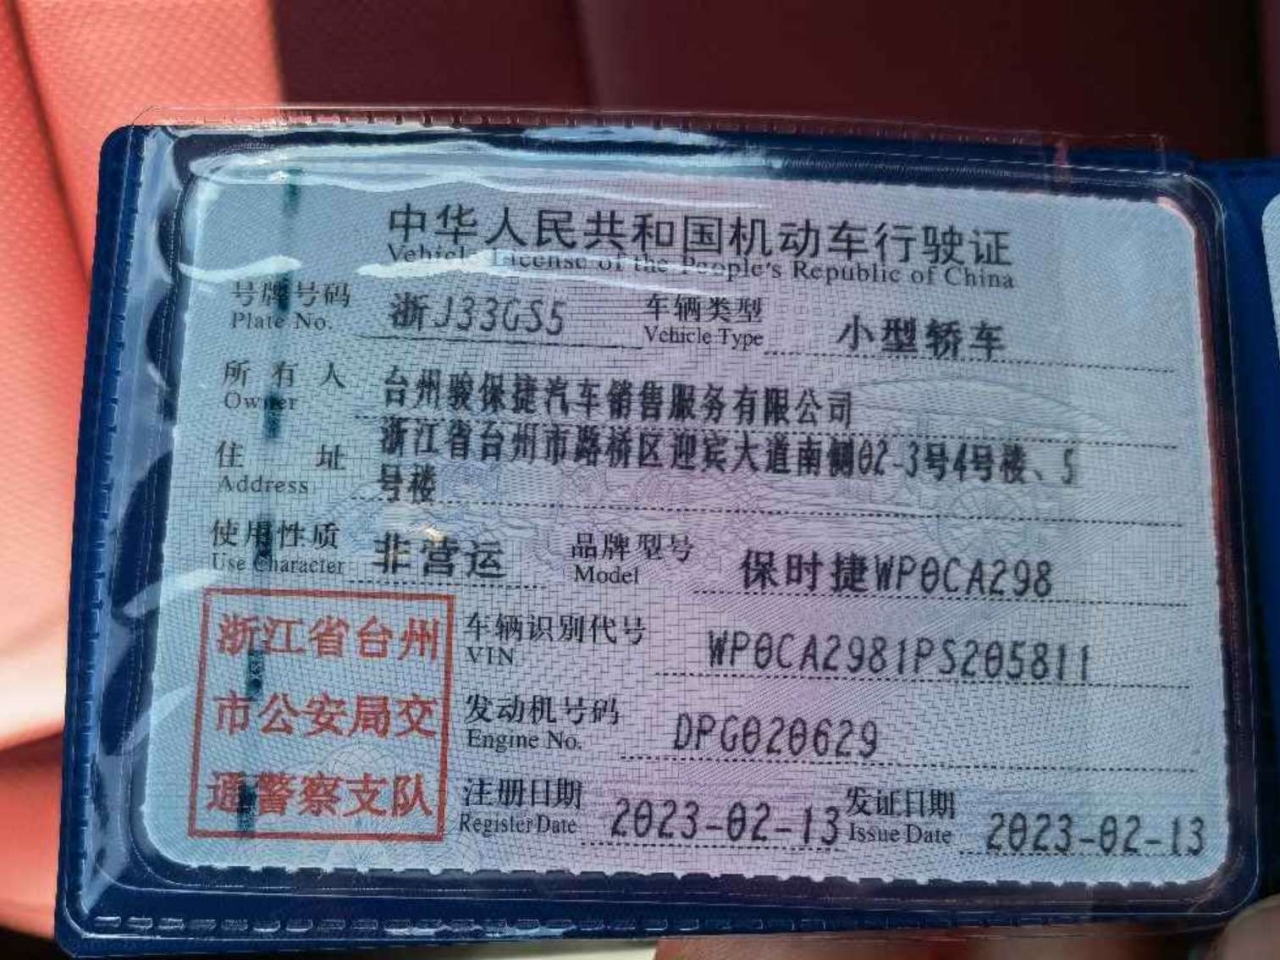 中华人民共和国机动车行驶证
Vehicle License of the People's Republic of China
号牌号码 浙J33GS5 车辆类型 小型轿车
Plate No. Vehicle Type
所有人 台州骏保捷汽车销售服务有限公司
Owner
住址 浙江省台州市路桥区迎宾大道南侧02-3号4号楼、5
Address 号楼
使用性质 非营运 品牌型号 保时捷WP0CA298
Use Character Model
浙江省台州
市公安局交
通警察支队
车辆识别代号 WP0CA2981PS205811
VIN
发动机号码 DPG020629
Engine No.
注册日期 2023-02-13 发证日期 2023-02-13
Register Date Issue Date